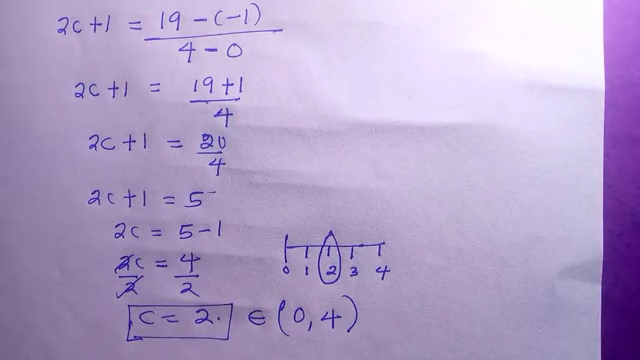 2c+1 = 19-(-1)
4-0
2c+1 = 19+1
4
2c+1 = 20
4
2c+1 = 5
2c = 5-1
2c = 4
2 2
0 1 2 3 4
c = 2. ∈ (0, 4)